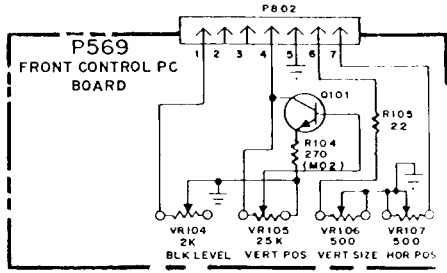 P802
P569
FRONT CONTROL PC
BOARD
1 2 3 4 5 6 7
Q101
R105
22
R104
270
(M02)
VR104 VR105 VR106 VR107
2K 25K 500 500
BLK LEVEL VERT POS VERT SIZE HOR POS